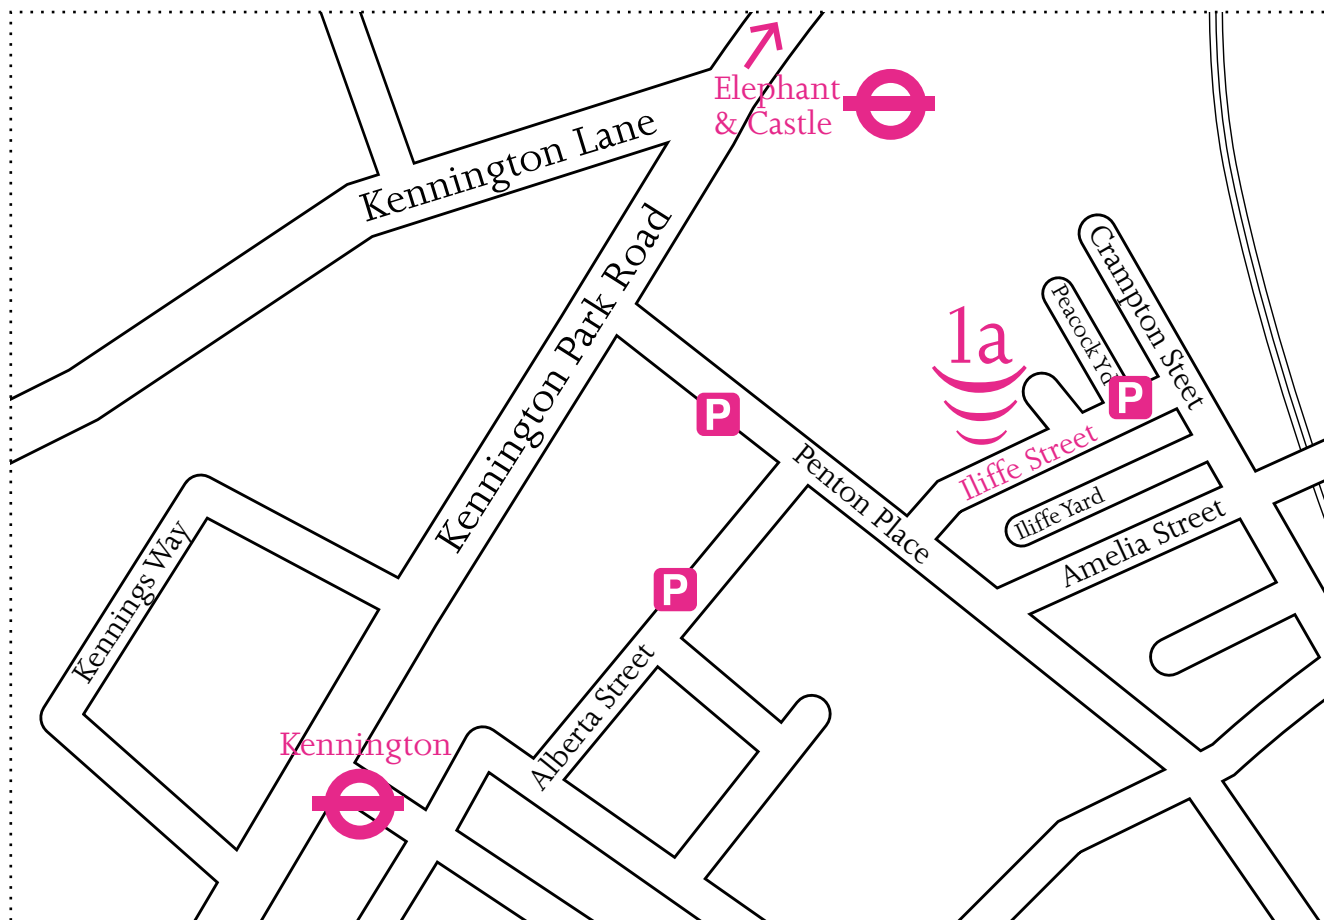 Elephant
& Castle
Kennington Lane
Kennington Park Road
Crampton Steet
Peacock Yd
1a
P
P
Iliffe Street
Penton Place
Iliffe Yard
Amelia Street
Kennings Way
P
Alberta Street
Kennington